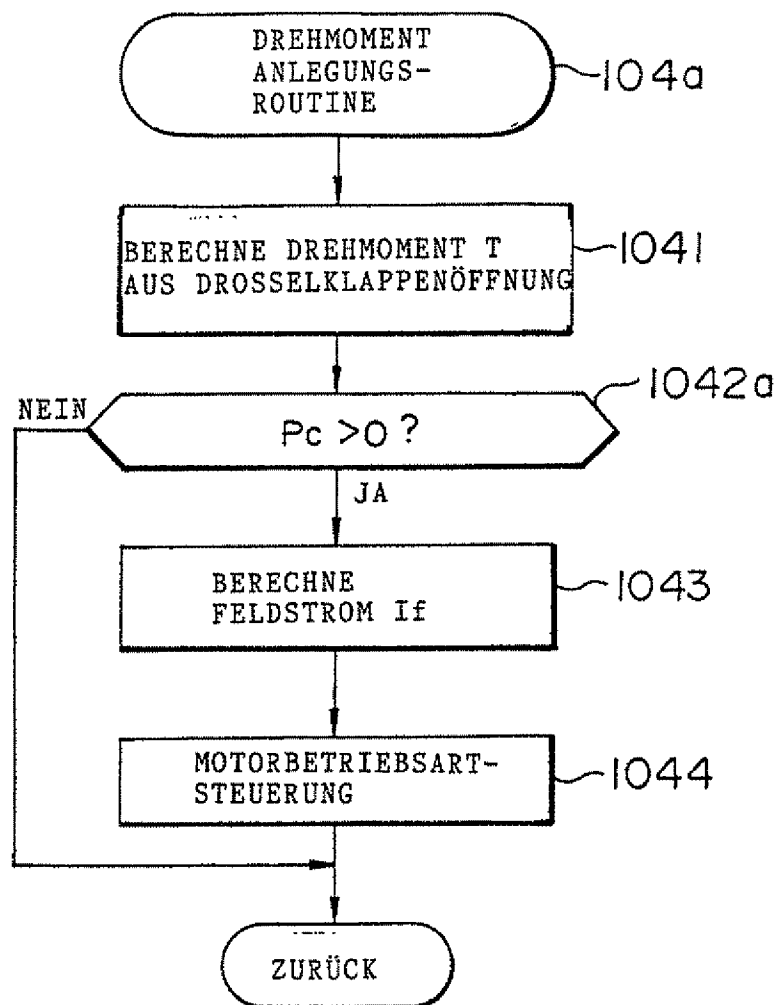 DREHMOMENT
ANLEGUNGS-
ROUTINE
104a
BERECHNE DREHMOMENT T
AUS DROSSELKLAPPENÖFFNUNG
1041
1042a
NEIN
Pc >0 ?
JA
BERECHNE
FELDSTROM If
1043
MOTORBETRIEBSART-
STEUERUNG
1044
ZURÜCK